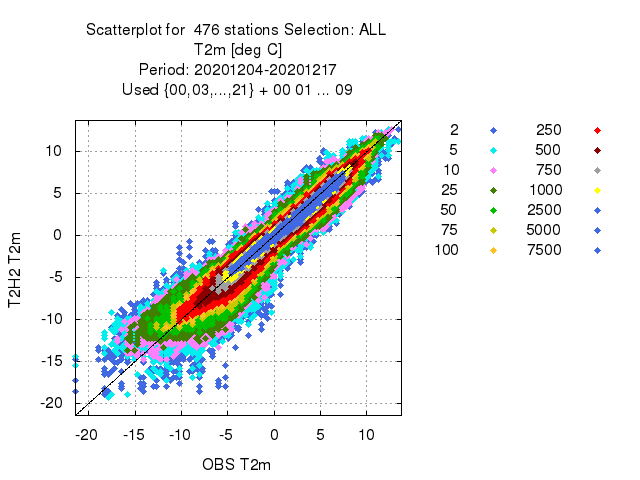 Scatterplot for 476 stations Selection: ALL
T2m [deg C]
Period: 20201204-20201217
Used {00,03,...,21} + 00 01 ... 09
T2H2 T2m
10
5
0
-5
-10
-15
-20
-20 -15 -10 -5 0 5 10
OBS T2m
2 250
5 500
10 750
25 1000
50 2500
75 5000
100 7500